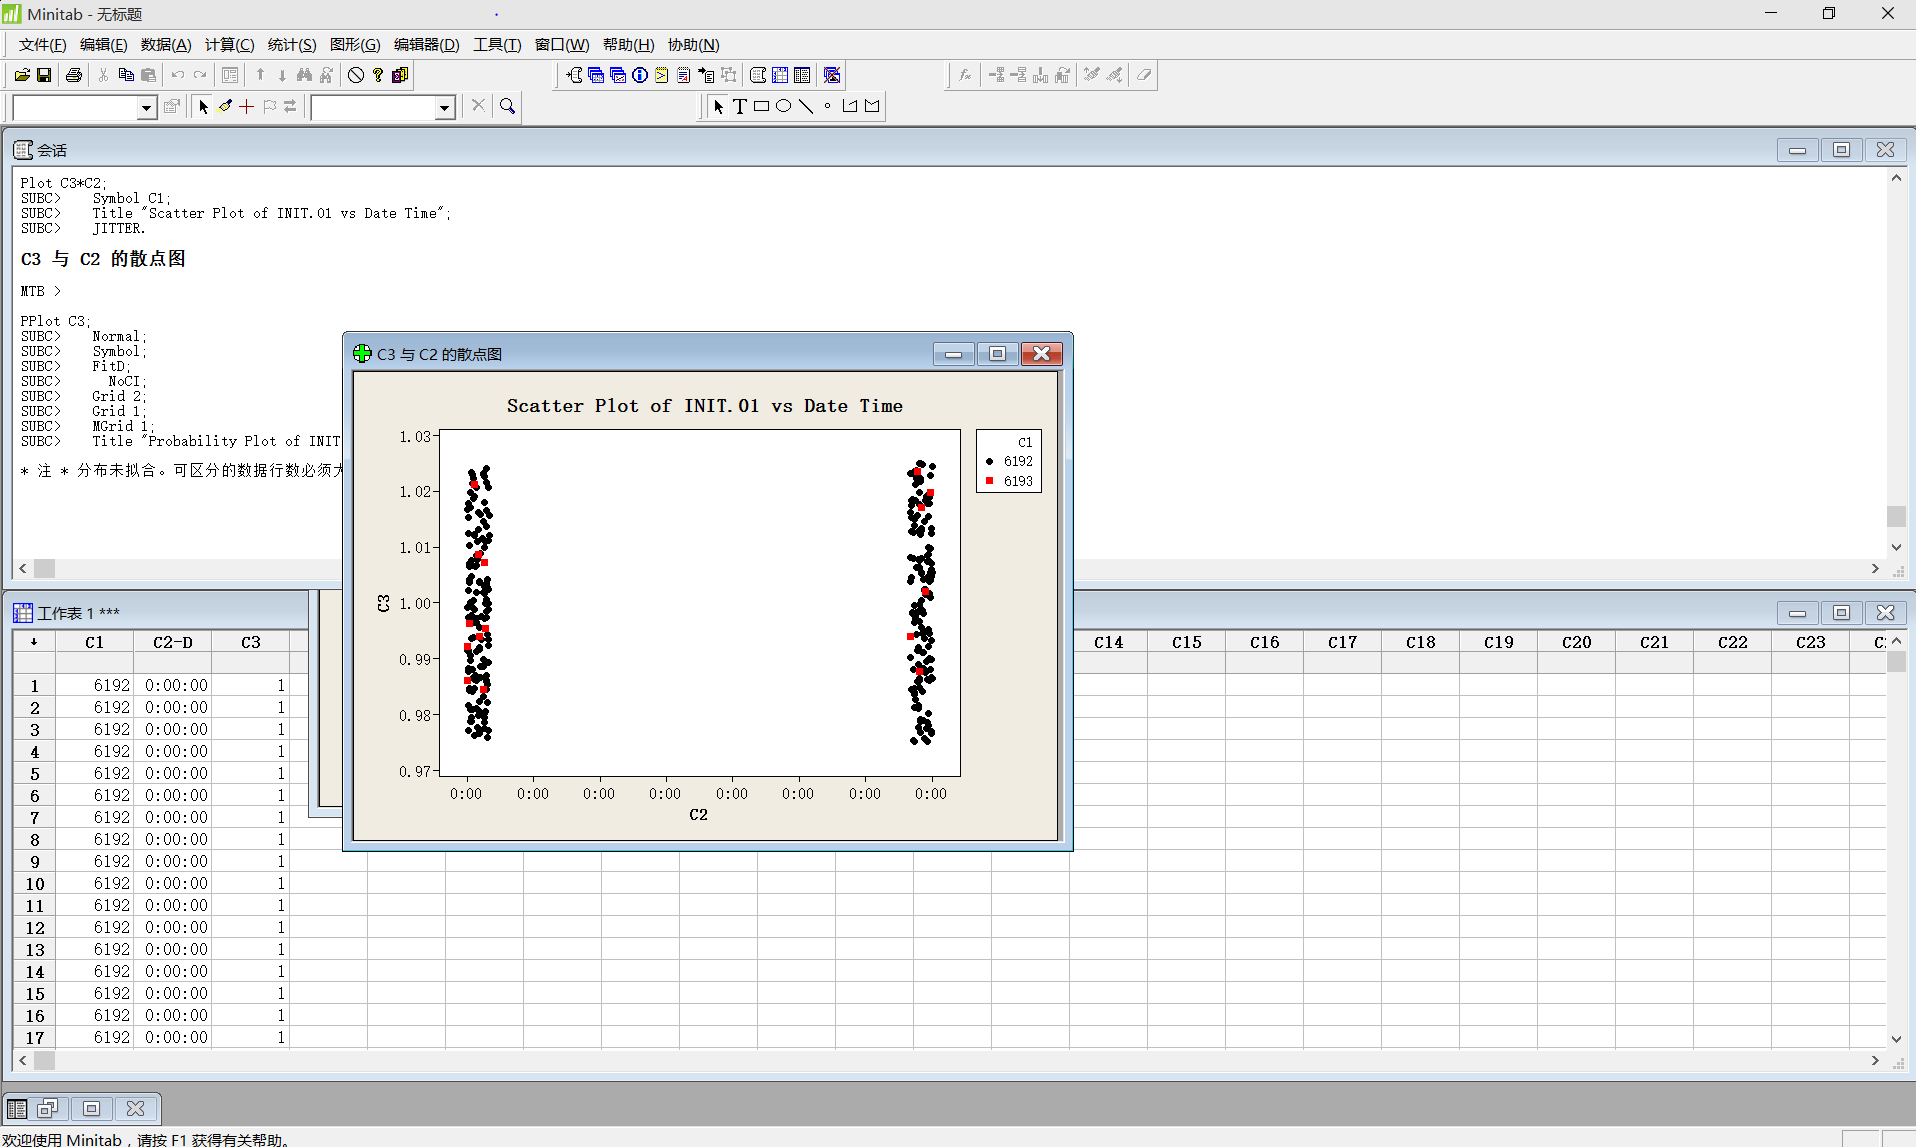 Minitab - 无标题
文件(F) 编辑(E) 数据(A) 计算(C) 统计(S) 图形(G) 编辑器(D) 工具(T) 窗口(W) 帮助(H) 协助(N)
会话
Plot C3*C2;
SUBC> Symbol C1;
SUBC> Title "Scatter Plot of INIT.01 vs Date Time";
SUBC> JITTER.
C3 与 C2 的散点图
MTB >
PPlot C3;
SUBC> Normal;
SUBC> Symbol;
SUBC> FitD;
SUBC> NoCI;
SUBC> Grid 2;
SUBC> Grid 1;
SUBC> MGrid 1;
SUBC> Title "Probability Plot of INIT
* 注 * 分布未拟合。可区分的数据行数必须大
C3 与 C2 的散点图
Scatter Plot of INIT.01 vs Date Time
1.03
1.02
1.01
1.00
0.99
0.98
0.97
C3
0:00 0:00 0:00 0:00 0:00 0:00 0:00 0:00
C2
C1
6192
6193
工作表 1 ***
C1 C2-D C3 C14 C15 C16 C17 C18 C19 C20 C21 C22 C23
1 6192 0:00:00 1
2 6192 0:00:00 1
3 6192 0:00:00 1
4 6192 0:00:00 1
5 6192 0:00:00 1
6 6192 0:00:00 1
7 6192 0:00:00 1
8 6192 0:00:00 1
9 6192 0:00:00 1
10 6192 0:00:00 1
11 6192 0:00:00 1
12 6192 0:00:00 1
13 6192 0:00:00 1
14 6192 0:00:00 1
15 6192 0:00:00 1
16 6192 0:00:00 1
17 6192 0:00:00 1
欢迎使用 Minitab，请按 F1 获得有关帮助。